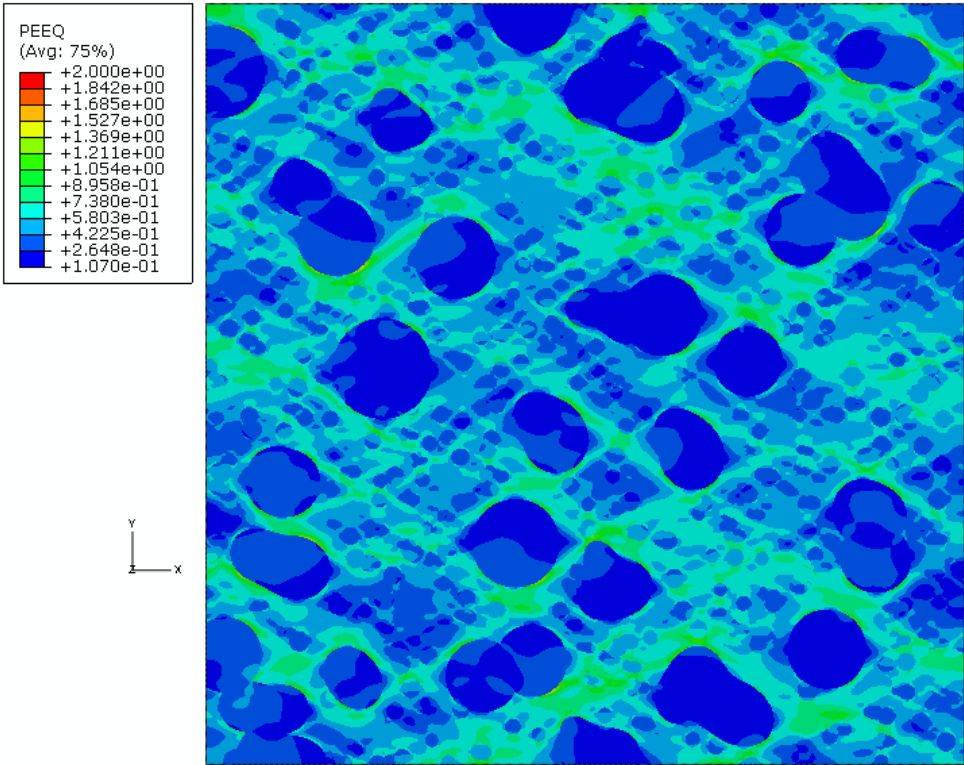 PEEQ
(Avg: 75%)
+2.000e+00
+1.842e+00
+1.685e+00
+1.527e+00
+1.369e+00
+1.211e+00
+1.054e+00
+8.958e-01
+7.380e-01
+5.803e-01
+4.225e-01
+2.648e-01
+1.070e-01
Y
Z X